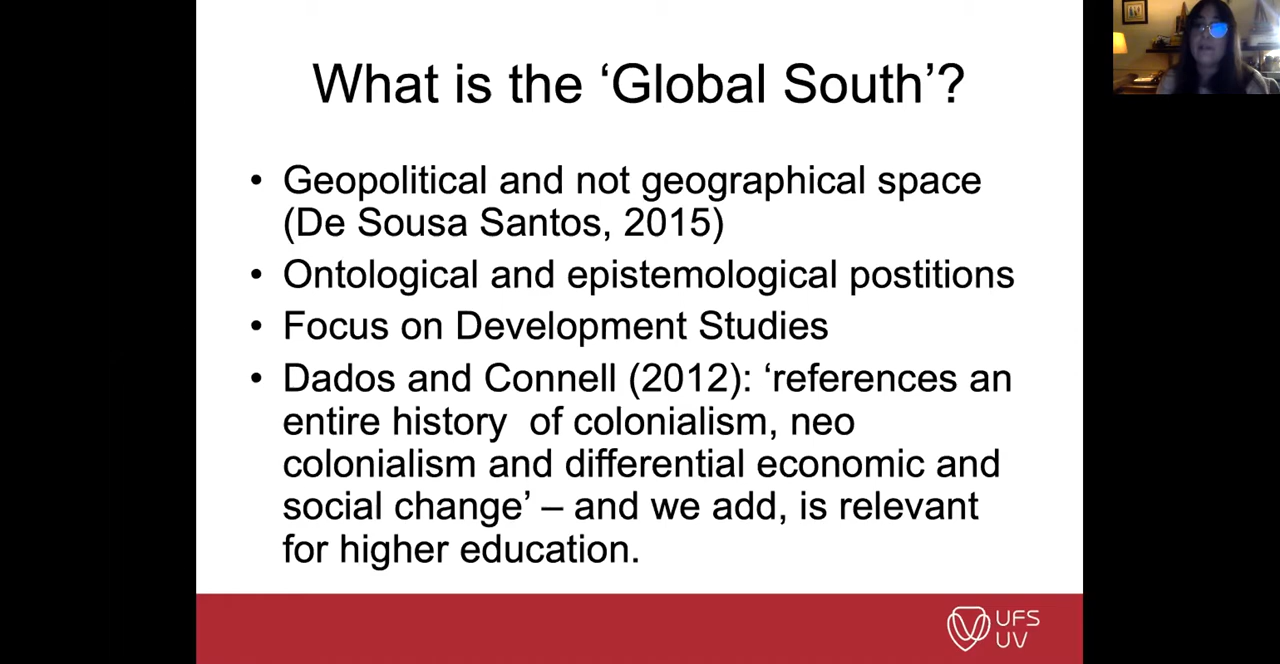 What is the ‘Global South’?
• Geopolitical and not geographical space
(De Sousa Santos, 2015)
• Ontological and epistemological postitions
• Focus on Development Studies
• Dados and Connell (2012): ‘references an
entire history  of colonialism, neo
colonialism and differential economic and
social change’ – and we add, is relevant
for higher education.
UFS
UV